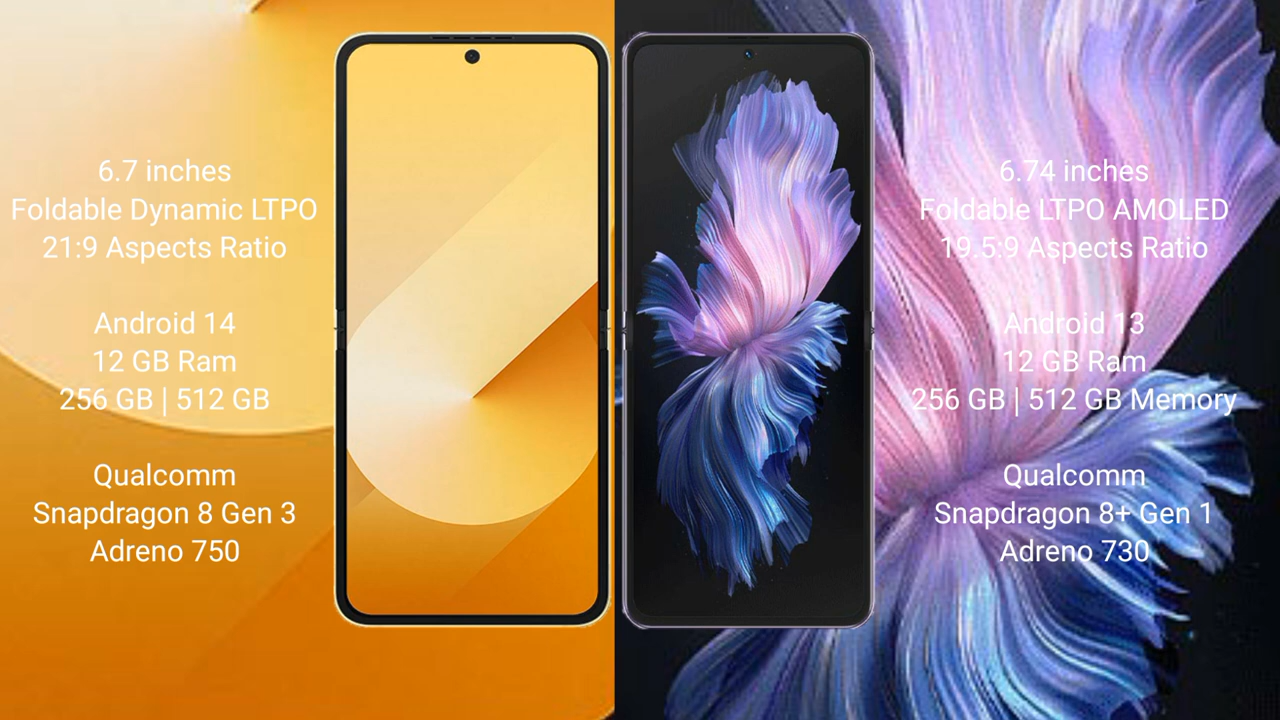 6.7 inches
Foldable Dynamic LTPO
21:9 Aspects Ratio
Android 14
12 GB Ram
256 GB | 512 GB
Qualcomm
Snapdragon 8 Gen 3
Adreno 750
6.74 inches
Foldable LTPO AMOLED
19.5:9 Aspects Ratio
Android 13
12 GB Ram
256 GB | 512 GB Memory
Qualcomm
Snapdragon 8+ Gen 1
Adreno 730